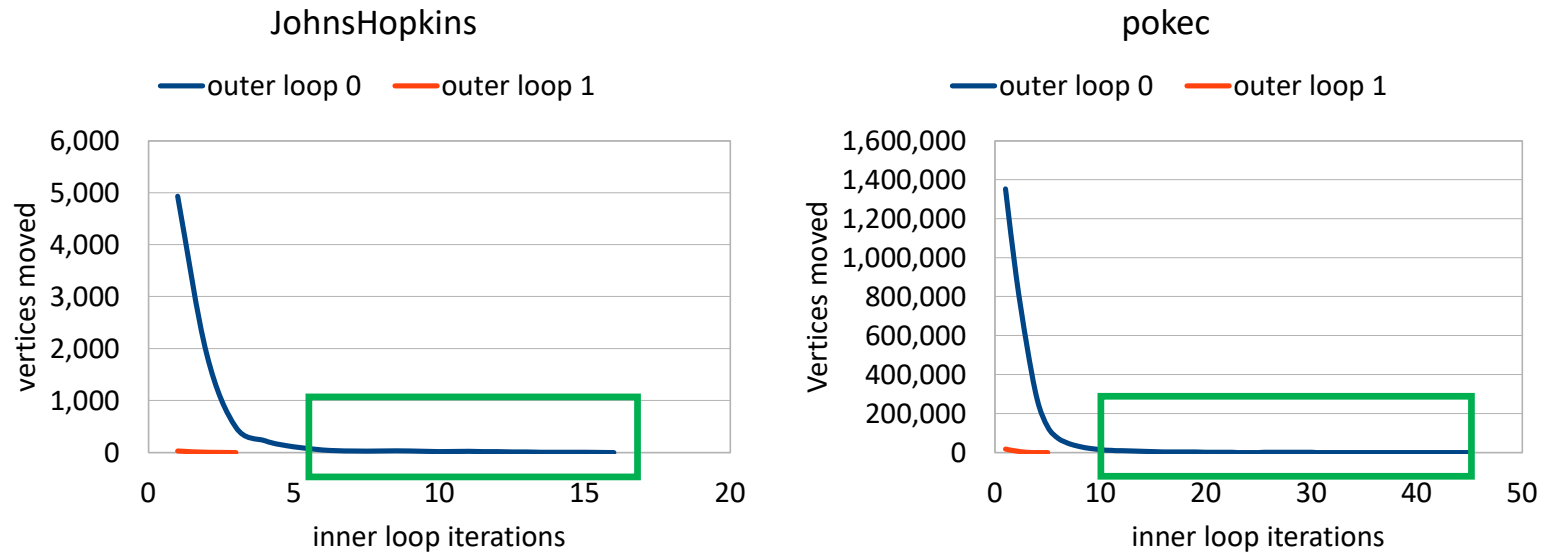 JohnsHopkins
outer loop 0
outer loop 1
6,000
5,000
4,000
3,000
2,000
1,000
0
vertices moved
0 5 10 15 20
inner loop iterations
pokec
outer loop 0
outer loop 1
1,600,000
1,400,000
1,200,000
1,000,000
800,000
600,000
400,000
200,000
0
Vertices moved
0 10 20 30 40 50
inner loop iterations